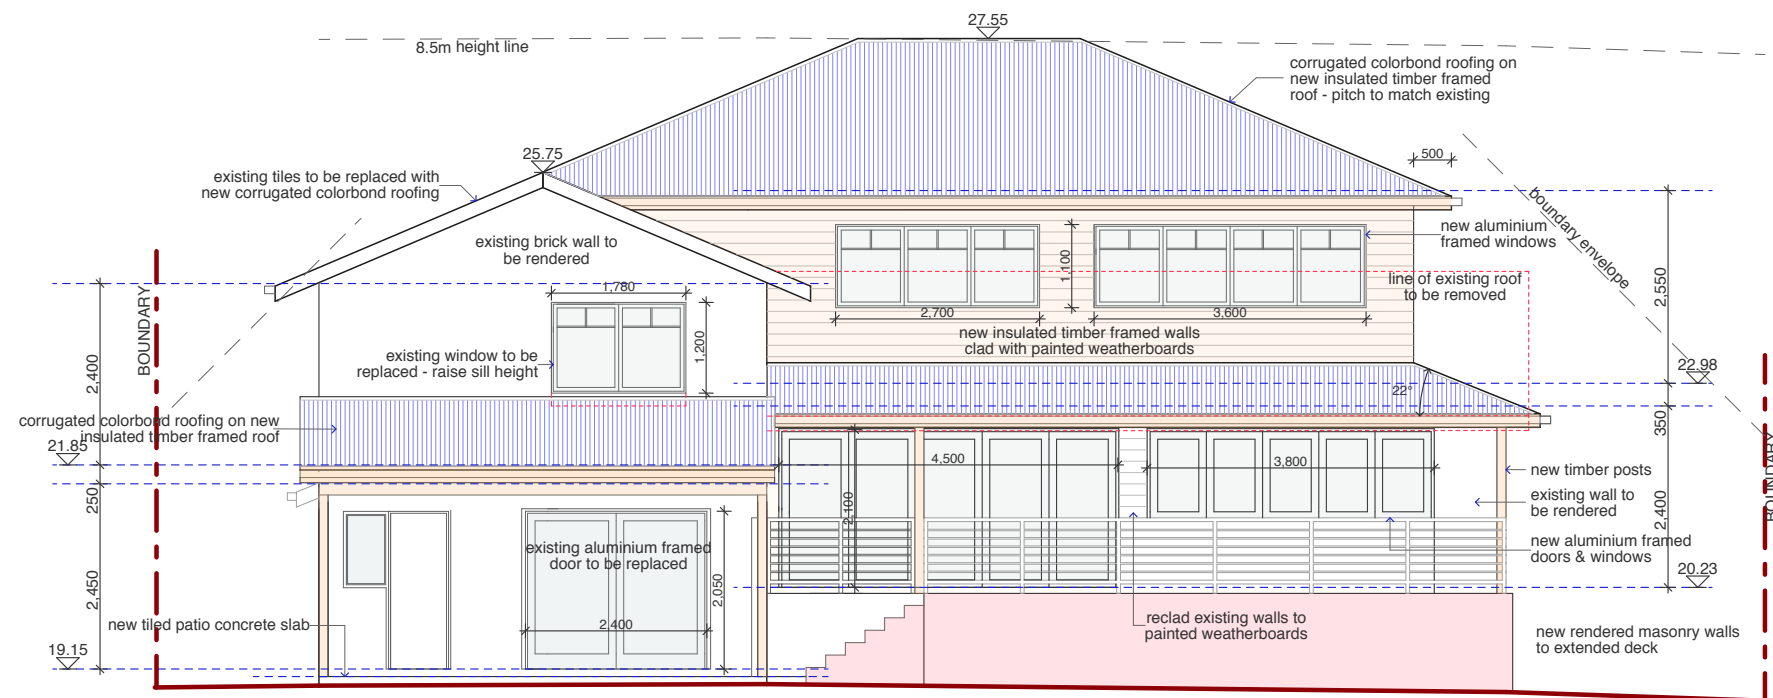 27.55
8.5m height line
corrugated colorbond roofing on
new insulated timber framed
roof - pitch to match existing
25.75
500
existing tiles to be replaced with
new corrugated colorbond roofing
boundary envelope
new aluminium
framed windows
existing brick wall to
be rendered
1,100
line of existing roof
to be removed
2,550
BOUNDARY
1,780
2,700
3,600
new insulated timber framed walls
clad with painted weatherboards
1,200
existing window to be
replaced - raise sill height
2,400
22.98
22°
350
corrugated colorbond roofing on new
insulated timber framed roof
21.85
4,500
3,800
BOUNDARY
new timber posts
250
2,100
existing wall to
be rendered
2,400
existing aluminium framed
door to be replaced
new aluminium framed
doors & windows
2,450
2,050
20.23
new tiled patio concrete slab
2,400
reclad existing walls to
painted weatherboards
new rendered masonry walls
to extended deck
19.15